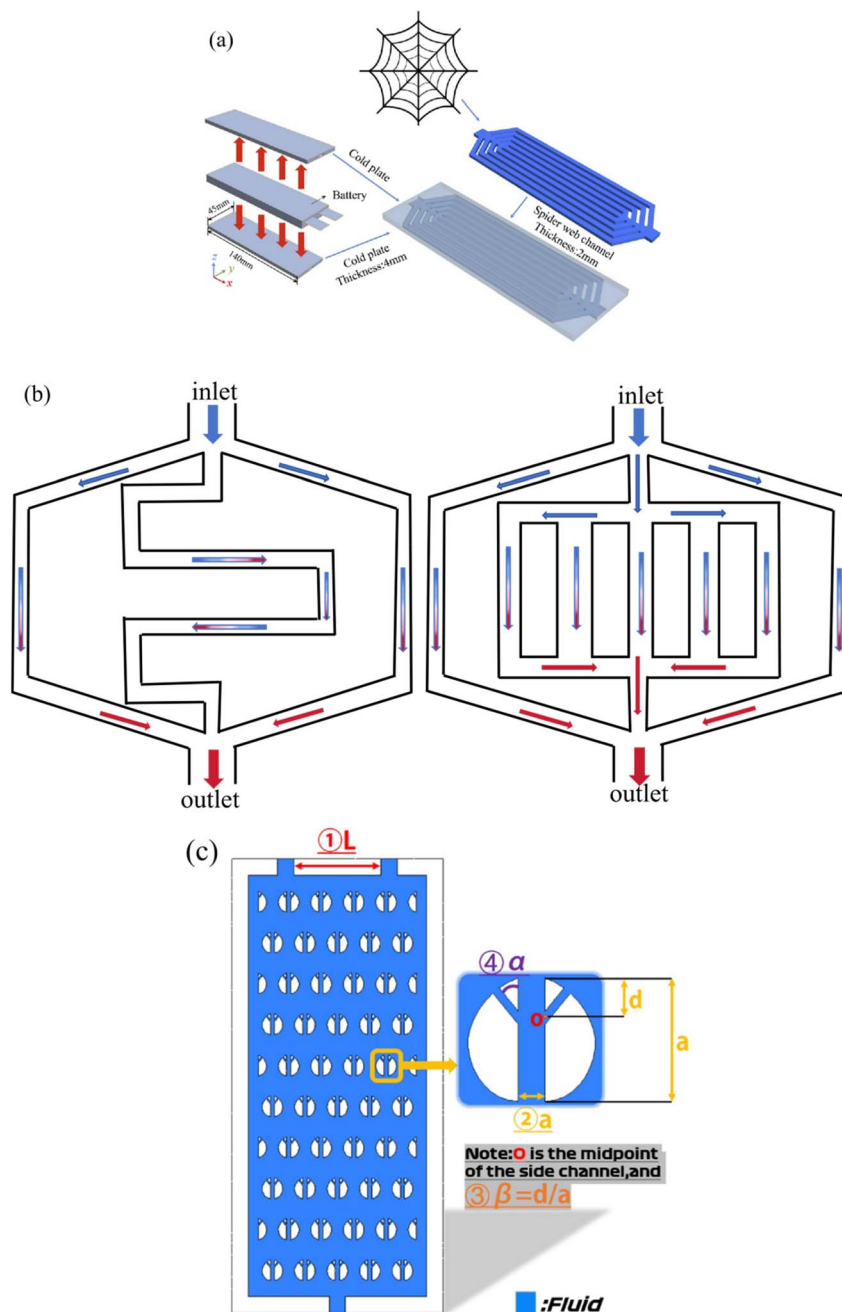 (a)
Cold plate
Battery
45mm
140mm
Cold plate
Thickness:4mm
Spider web channel
Thickness:2mm
z
y
x
(b)
inlet
inlet
outlet
outlet
(c)
①L
④α
d
o
a
②a
Note:O is the midpoint
of the side channel,and
③β=d/a
:Fluid